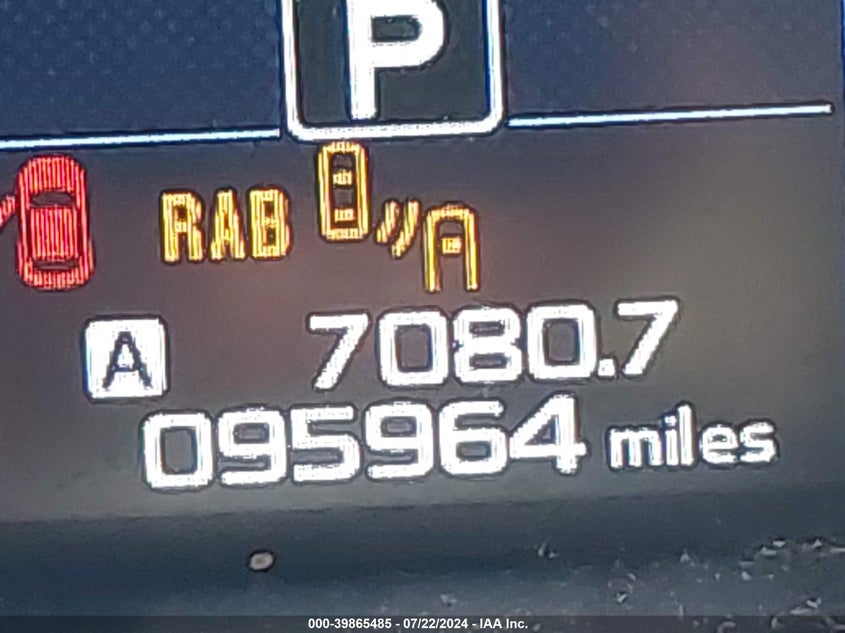 P
RAB
A 7080.7
095964 miles
000-39865485 - 07/22/2024 - IAA Inc.